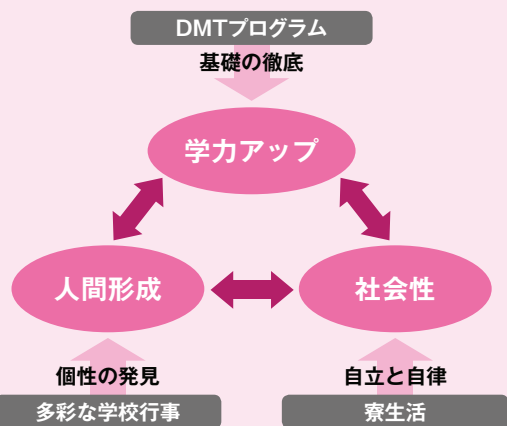 DMTプログラム
基礎の徹底
学力アップ
人間形成
社会性
個性の発見
自立と自律
多彩な学校行事
寮生活